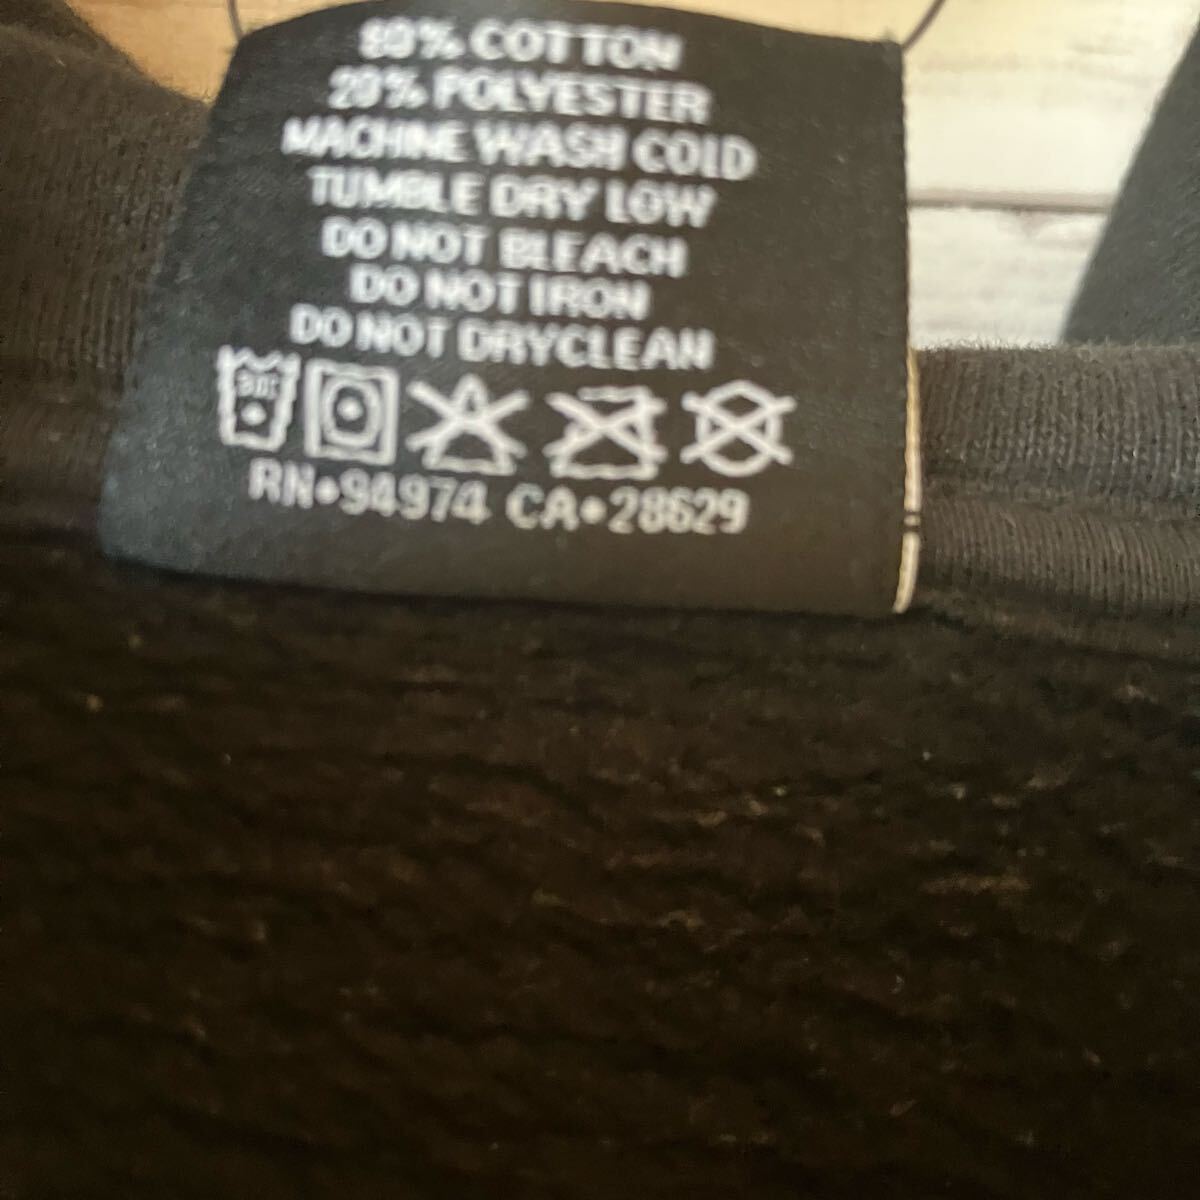 80% COTTON
20% POLYESTER
MACHINE WASH COLD
TUMBLE DRY LOW
DO NOT BLEACH
DO NOT IRON
DO NOT DRYCLEAN
RN•94974 CA•28629